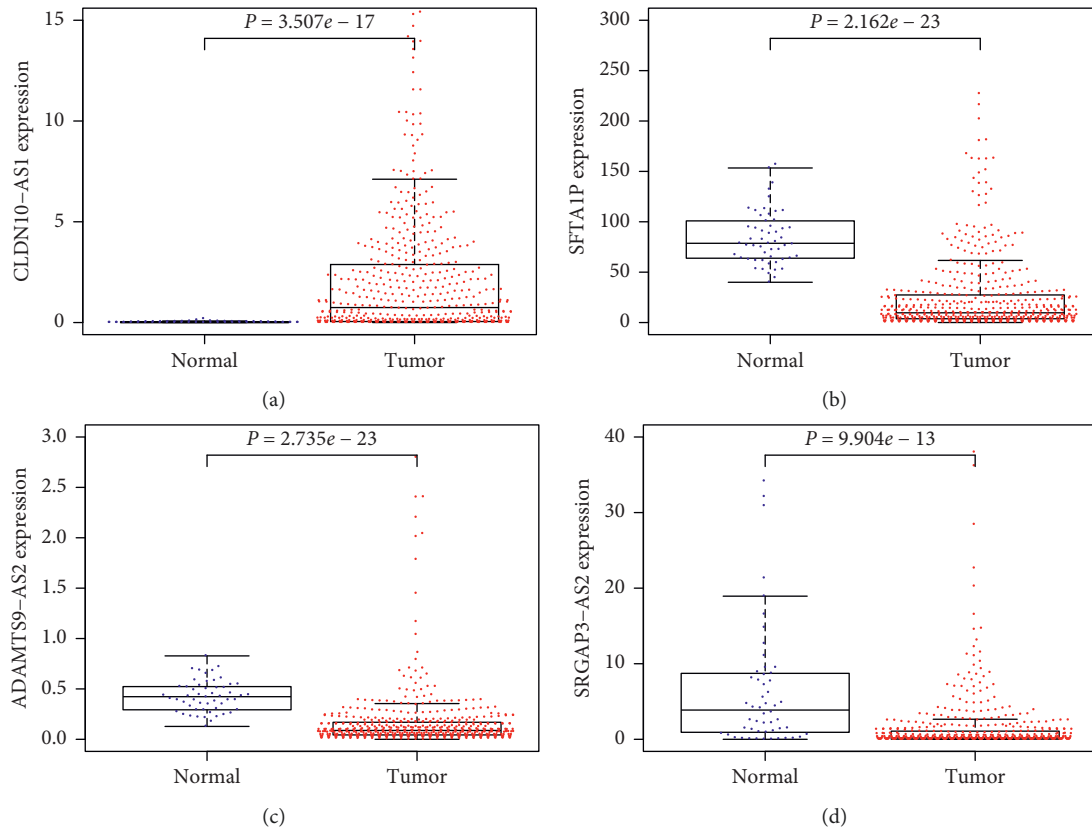 P = 3.507e − 17
CLDN10−AS1 expression
15
10
5
0
Normal Tumor
(a)
P = 2.162e − 23
SFTA1P expression
300
250
200
150
100
50
0
Normal Tumor
(b)
P = 2.735e − 23
ADAMTS9−AS2 expression
3.0
2.5
2.0
1.5
1.0
0.5
0.0
Normal Tumor
(c)
P = 9.904e − 13
SRGAP3−AS2 expression
40
30
20
10
0
Normal Tumor
(d)